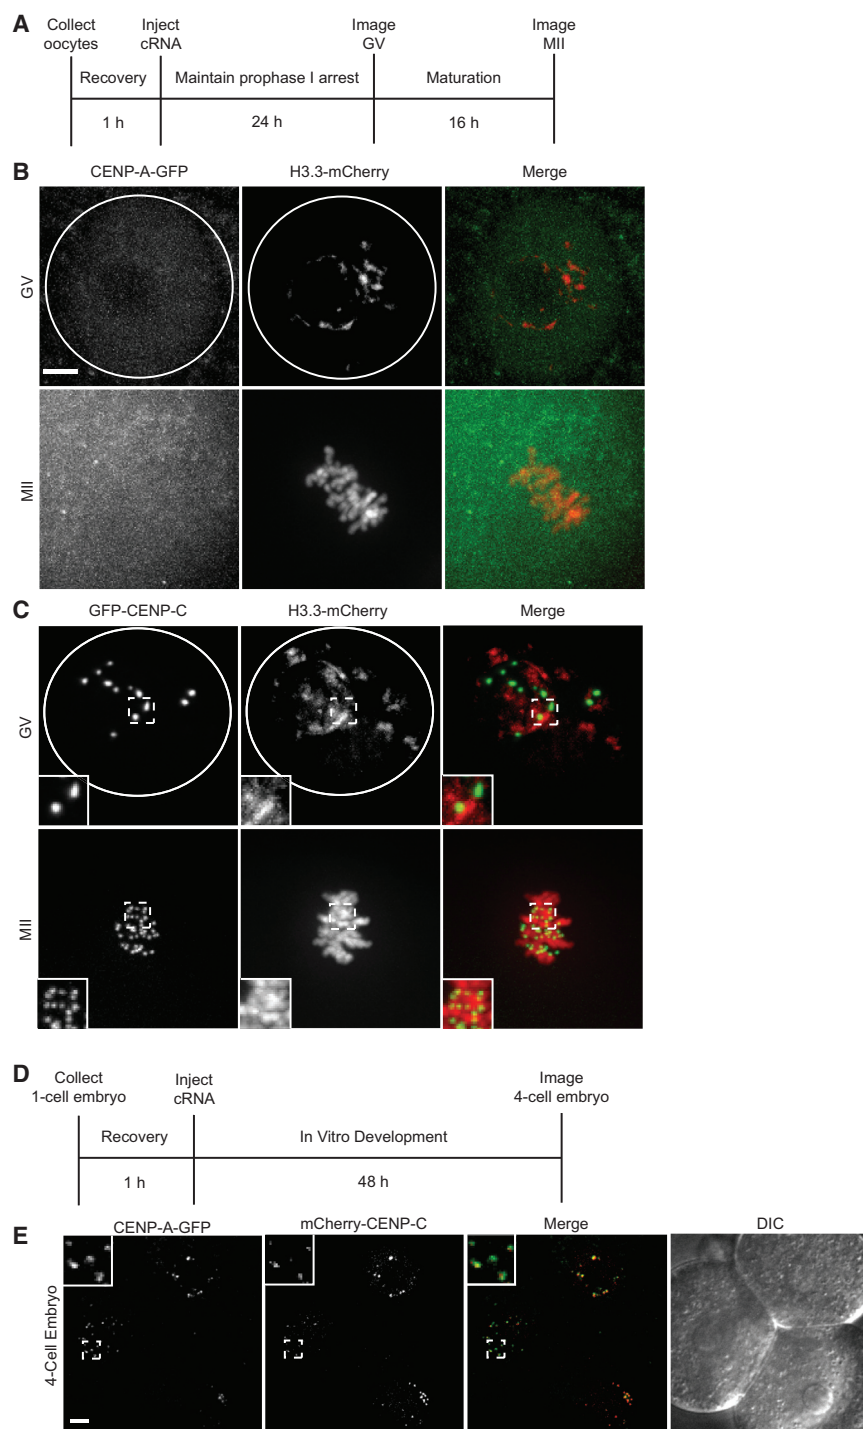 A
Collect
oocytes
Inject
cRNA
Image
GV
Image
MII
Recovery
Maintain prophase I arrest
Maturation
1 h
24 h
16 h
B
CENP-A-GFP
H3.3-mCherry
Merge
GV
MII
C
GFP-CENP-C
H3.3-mCherry
Merge
GV
MII
D
Collect
1-cell embryo
Inject
cRNA
Image
4-cell embryo
Recovery
In Vitro Development
1 h
48 h
E
CENP-A-GFP
mCherry-CENP-C
Merge
DIC
4-Cell Embryo